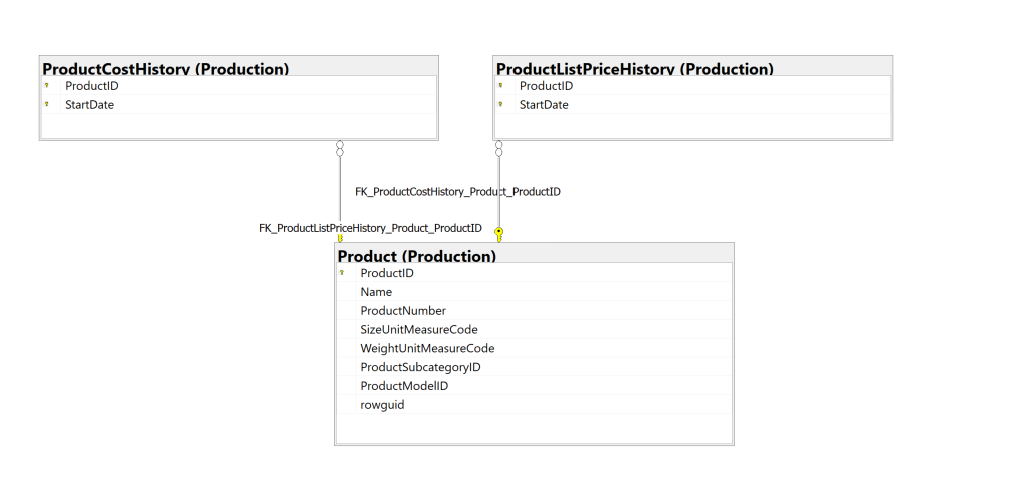 ProductCostHistory (Production)
ProductID
StartDate
ProductListPriceHistory (Production)
ProductID
StartDate
FK_ProductCostHistory_Product_ProductID
FK_ProductListPriceHistory_Product_ProductID
Product (Production)
ProductID
Name
ProductNumber
SizeUnitMeasureCode
WeightUnitMeasureCode
ProductSubcategoryID
ProductModelID
rowguid